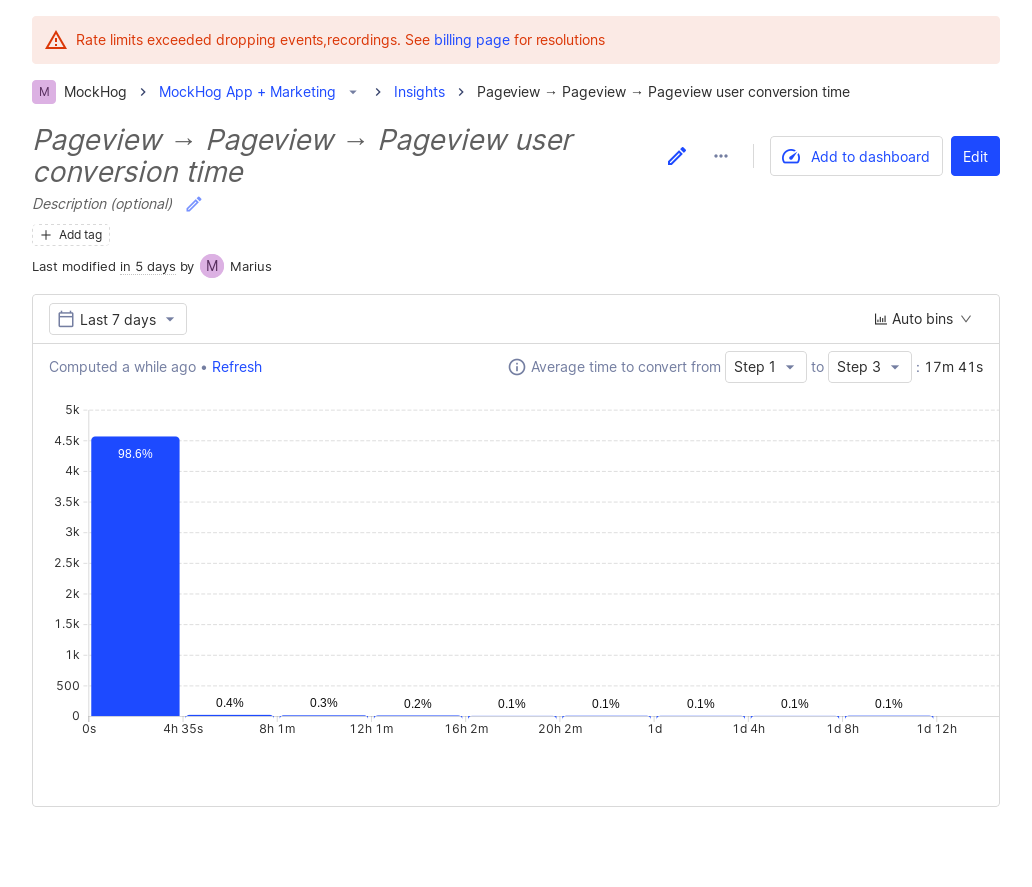 Rate limits exceeded dropping events,recordings. See billing page for resolutions
M MockHog > MockHog App + Marketing > Insights > Pageview → Pageview → Pageview user conversion time
Pageview → Pageview → Pageview user
conversion time
Add to dashboard
Edit
Description (optional)
+ Add tag
Last modified in 5 days by M Marius
Last 7 days
Auto bins
Computed a while ago • Refresh
Average time to convert from Step 1 to Step 3 : 17m 41s
5k
4.5k
98.6%
4k
3.5k
3k
2.5k
2k
1.5k
1k
500
0.4% 0.3% 0.2% 0.1% 0.1% 0.1% 0.1% 0.1%
0
0s 4h 35s 8h 1m 12h 1m 16h 2m 20h 2m 1d 1d 4h 1d 8h 1d 12h